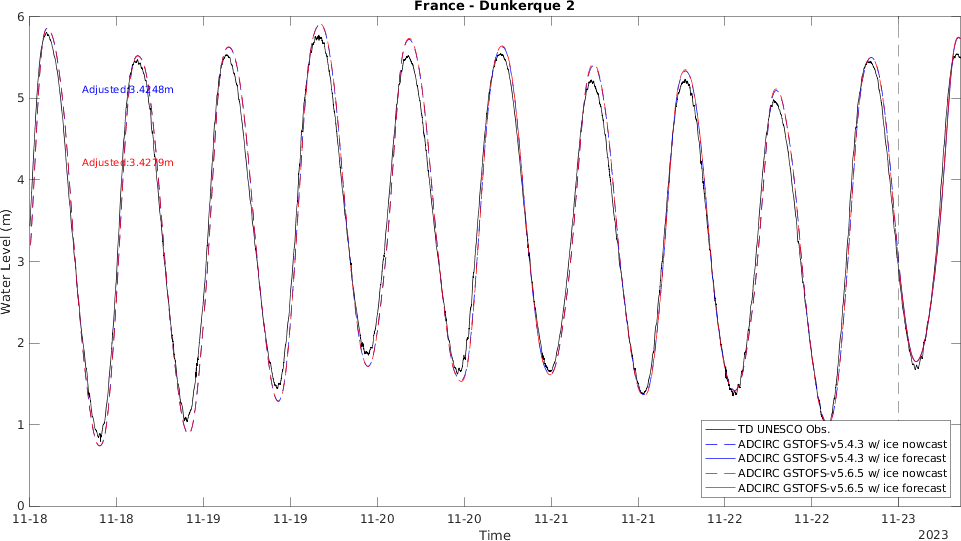 France - Dunkerque 2
6
5
4
3
2
1
0
Water Level (m)
Adjusted:3.4248m
Adjusted:3.4279m
TD UNESCO Obs.
ADCIRC GSTOFS-v5.4.3 w/ ice nowcast
ADCIRC GSTOFS-v5.4.3 w/ ice forecast
ADCIRC GSTOFS-v5.6.5 w/ ice nowcast
ADCIRC GSTOFS-v5.6.5 w/ ice forecast
11-18 11-18 11-19 11-19 11-20 11-20 11-21 11-21 11-22 11-22 11-23
Time
2023